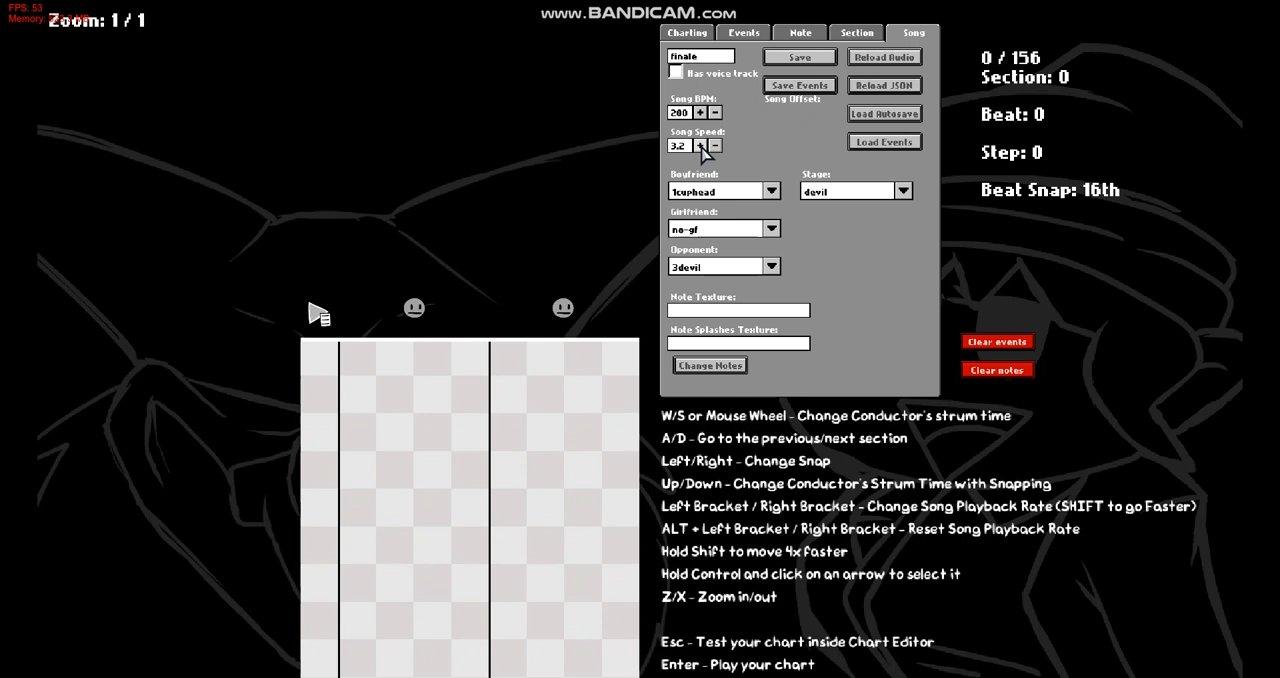 FPS: 53
Zoom: 1 / 1
www.BANDICAM.com
Charting Events Note Section Song
finale Save Reload Audio
Has voice track
Save Events Reload JSON
Song BPM: Song Offset:
200 + - Load Autosave
Song Speed:
3.2 + - Load Events
Boyfriend: Stage:
1cuphead devil
Girlfriend:
no-gf
Opponent:
3devil
Note Texture:
Note Splashes Texture:
Change Notes
0 / 156
Section: 0
Beat: 0
Step: 0
Beat Snap: 16th
Clear events
Clear notes
W/S or Mouse Wheel - Change Conductor's strum time
A/D - Go to the previous/next section
Left/Right - Change Snap
Up/Down - Change Conductor's Strum Time with Snapping
Left Bracket / Right Bracket - Change Song Playback Rate (SHIFT to go Faster)
ALT + Left Bracket / Right Bracket - Reset Song Playback Rate
Hold Shift to move 4x faster
Hold Control and click on an arrow to select it
Z/X - Zoom in/out
Esc - Test your chart inside Chart Editor
Enter - Play your chart